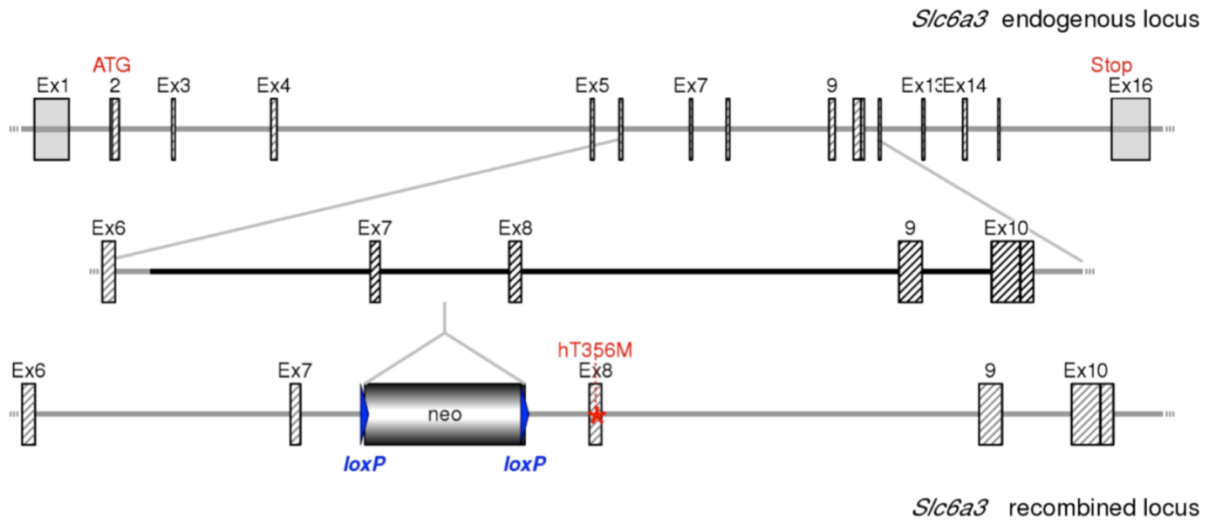 Slc6a3 endogenous locus
ATG Stop
Ex1 2 Ex3 Ex4 Ex5 Ex7 9 Ex13 Ex14 Ex16
Ex6 Ex7 Ex8 9 Ex10
hT356M
Ex6 Ex7 Ex8 9 Ex10
neo
loxP loxP
Slc6a3 recombined locus